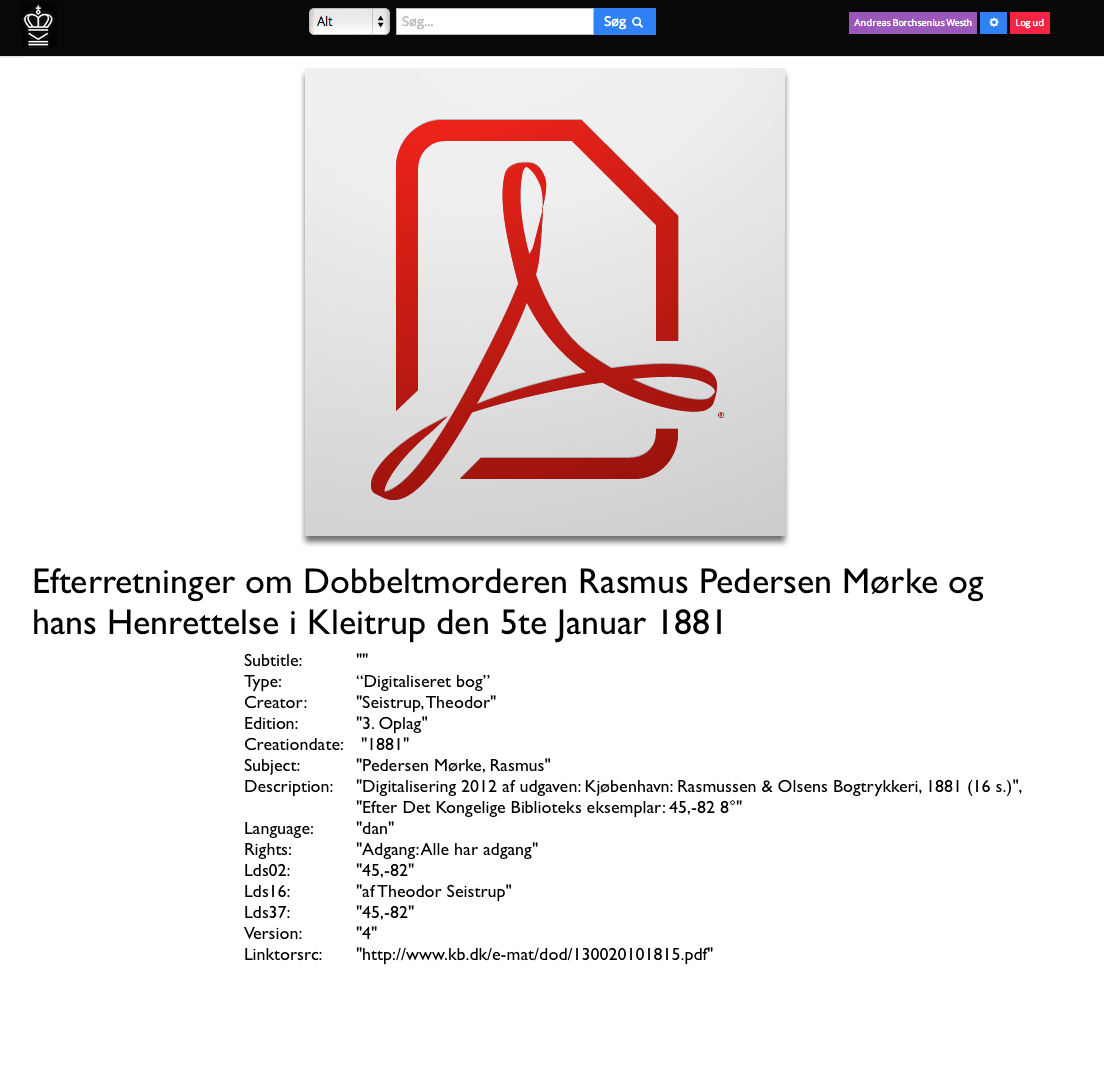 Alt Søg... Søg Andreas Borchsenius Westh Log ud
®
Efterretninger om Dobbeltmorderen Rasmus Pedersen Mørke og
hans Henrettelse i Kleitrup den 5te Januar 1881
Subtitle: ""
Type: “Digitaliseret bog”
Creator: "Seistrup, Theodor"
Edition: "3. Oplag"
Creationdate: "1881"
Subject: "Pedersen Mørke, Rasmus"
Description: "Digitalisering 2012 af udgaven: Kjøbenhavn: Rasmussen & Olsens Bogtrykkeri, 1881 (16 s.)",
"Efter Det Kongelige Biblioteks eksemplar: 45,-82 8°"
Language: "dan"
Rights: "Adgang: Alle har adgang"
Lds02: "45,-82"
Lds16: "af Theodor Seistrup"
Lds37: "45,-82"
Version: "4"
Linktorsrc: "http://www.kb.dk/e-mat/dod/130020101815.pdf"